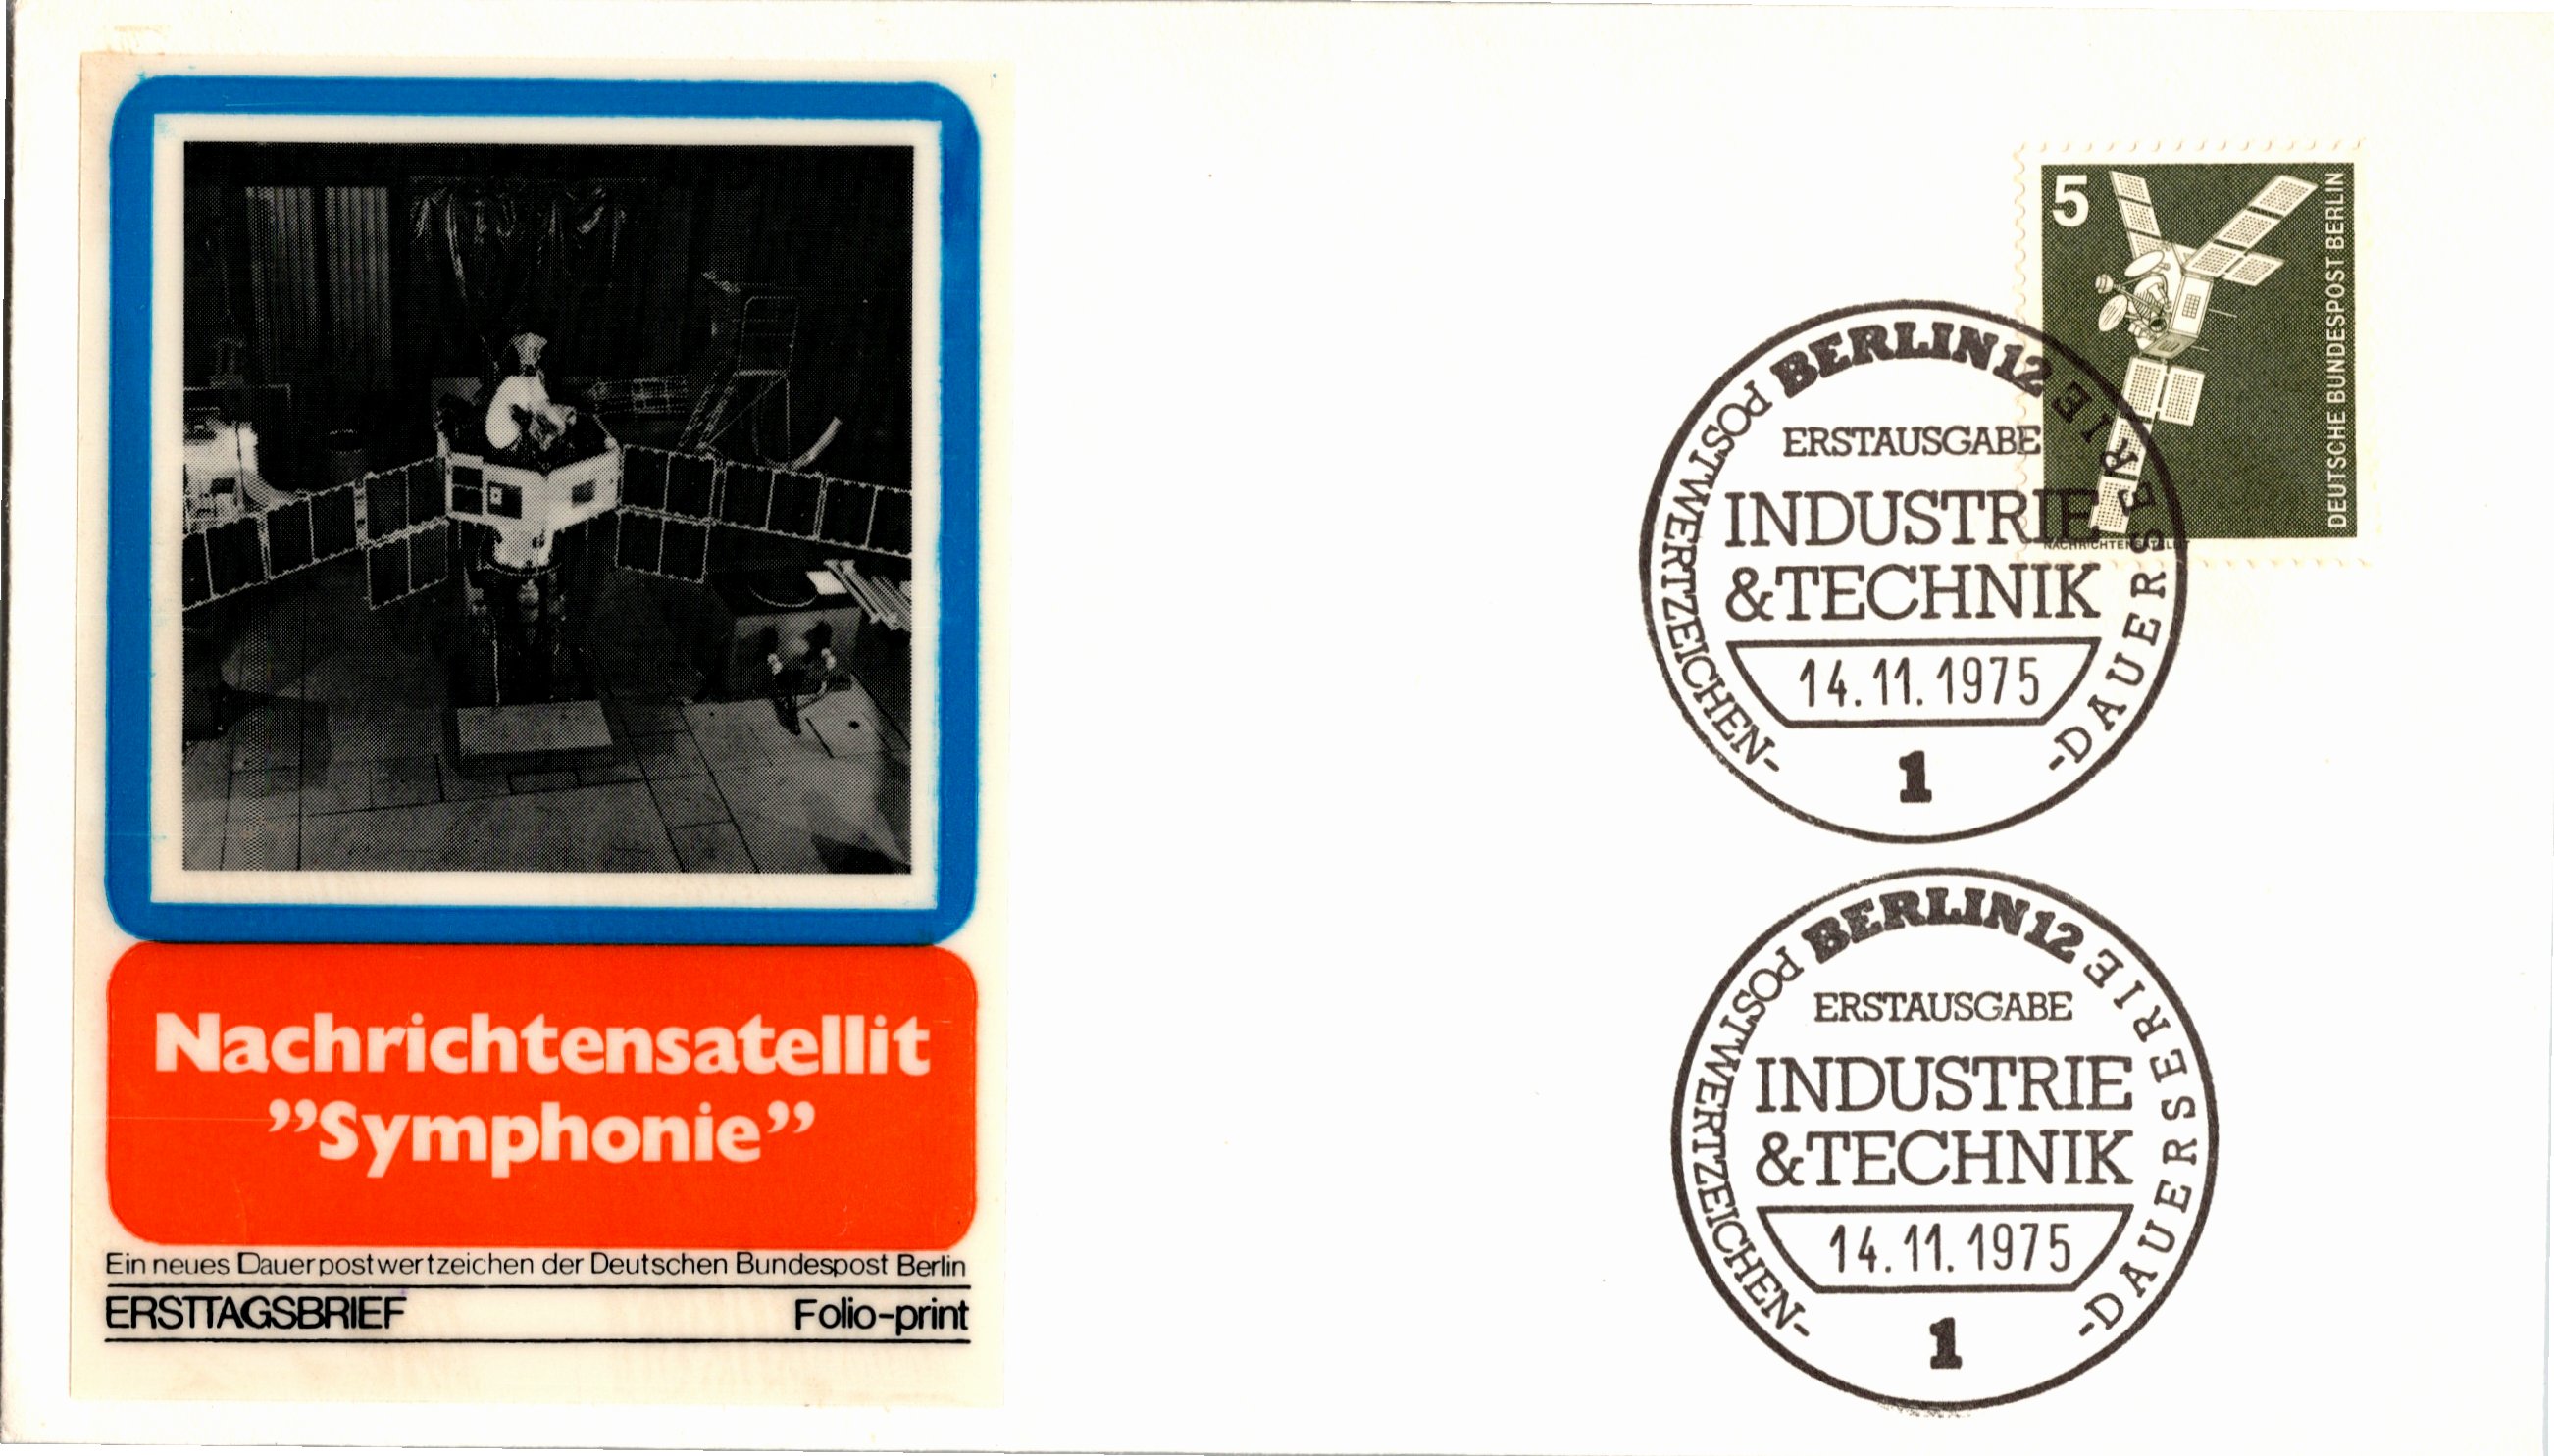 Nachrichtensatellit
”Symphonie”
Ein neues Dauerpostwertzeichen der Deutschen Bundespost Berlin
ERSTTAGSBRIEF Folio-print
5
DEUTSCHE BUNDESPOST BERLIN
NACHRICHTENSATELLIT
BERLIN 12
POSTWERTZEICHEN-
-DAUERSERIE
ERSTAUSGABE
INDUSTRIE
&TECHNIK
14.11.1975
1
BERLIN 12
POSTWERTZEICHEN-
-DAUERSERIE
ERSTAUSGABE
INDUSTRIE
&TECHNIK
14.11.1975
1